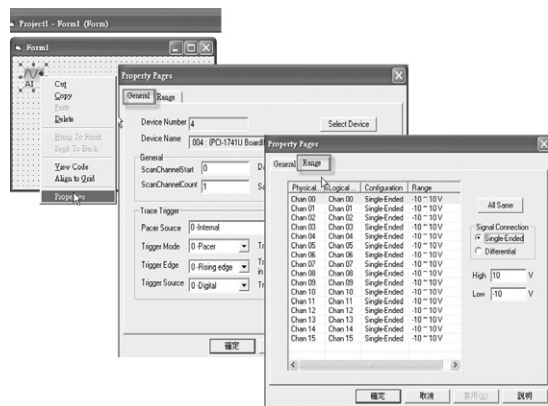 Project1 - Form1 (Form)
Form1
AI
Cut
Copy
Paste
Delete
Bring To Front
Send To Back
View Code
Align to Grid
Properties
Property Pages
General Range
Device Number 4
Select Device
Device Name 004 : (PCI-1741U BoardI
General
ScanChannelStart 0
ScanChannelCount 1
Trace Trigger
Pacer Source 0-Internal
Trigger Mode 0-Pacer
Trigger Edge 0-Rising edge
Trigger Source 0-Digital
確定
Property Pages
General Range
Physical... Logical ... Configuration Range
Chan 00 Chan 00 Single-Ended -10 ~ 10 V
Chan 01 Chan 01 Single-Ended -10 ~ 10 V
Chan 02 Chan 02 Single-Ended -10 ~ 10 V
Chan 03 Chan 03 Single-Ended -10 ~ 10 V
Chan 04 Chan 04 Single-Ended -10 ~ 10 V
Chan 05 Chan 05 Single-Ended -10 ~ 10 V
Chan 06 Chan 06 Single-Ended -10 ~ 10 V
Chan 07 Chan 07 Single-Ended -10 ~ 10 V
Chan 08 Chan 08 Single-Ended -10 ~ 10 V
Chan 09 Chan 09 Single-Ended -10 ~ 10 V
Chan 10 Chan 10 Single-Ended -10 ~ 10 V
Chan 11 Chan 11 Single-Ended -10 ~ 10 V
Chan 12 Chan 12 Single-Ended -10 ~ 10 V
Chan 13 Chan 13 Single-Ended -10 ~ 10 V
Chan 14 Chan 14 Single-Ended -10 ~ 10 V
Chan 15 Chan 15 Single-Ended -10 ~ 10 V
All Same
Signal Connection
Single-Ended
Differential
High 10 V
Low -10 V
確定 取消 套用(A) 說明